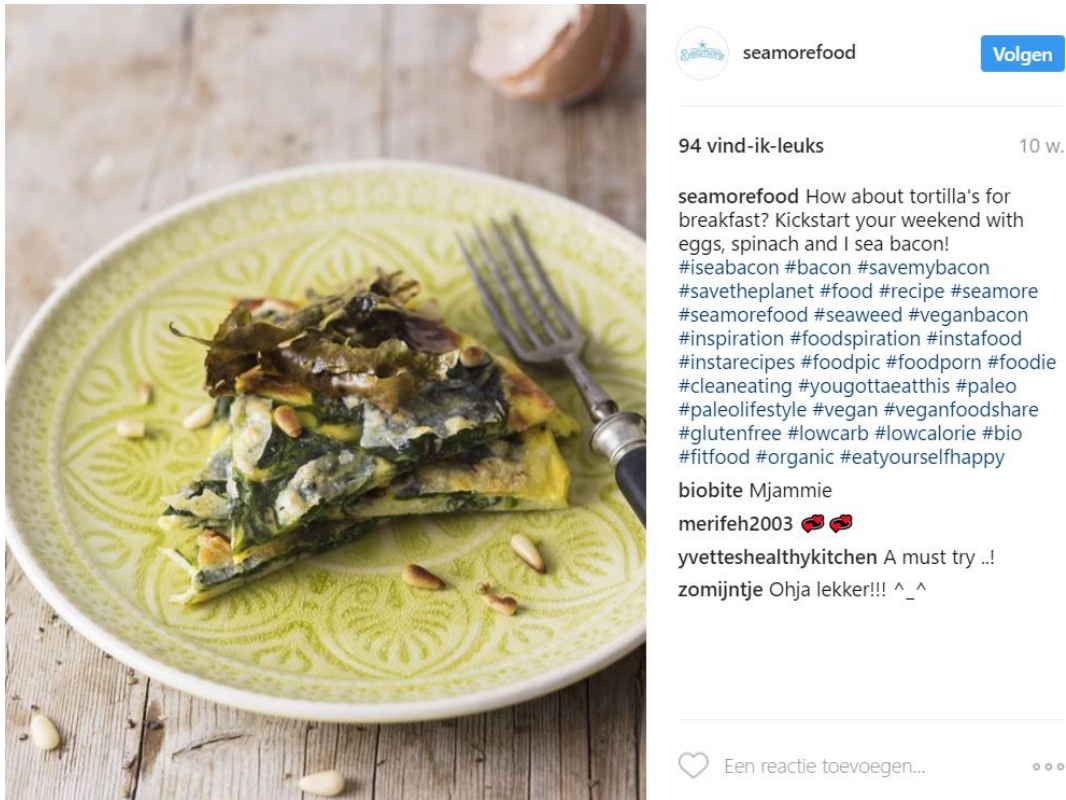 Seamore
seamorefood
Volgen
94 vind-ik-leuks
10 w.
seamorefood How about tortilla's for
breakfast? Kickstart your weekend with
eggs, spinach and I sea bacon!
#iseabacon #bacon #savemybacon
#savetheplanet #food #recipe #seamore
#seamorefood #seaweed #veganbacon
#inspiration #foodspiration #instafood
#instarecipes #foodpic #foodporn #foodie
#cleaneating #yougottaeatthis #paleo
#paleolifestyle #vegan #veganfoodshare
#glutenfree #lowcarb #lowcalorie #bio
#fitfood #organic #eatyourselfhappy
biobite Mjammie
merifeh2003
yvetteshealthykitchen A must try ..!
zomijntje Ohja lekker!!! ^_^
Een reactie toevoegen...